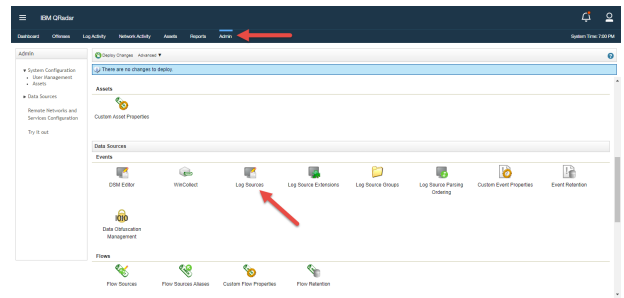 IBM QRadar
Dashboard Offenses Log Activity Network Activity Assets Reports Admin System Time: 7:00 PM
Admin
Deploy Changes Advanced ▼
There are no changes to deploy.
System Configuration
User Management
Assets
Data Sources
Remote Networks and
Services Configuration
Try it out
Assets
Custom Asset Properties
Data Sources
Events
DSM Editor WinCollect Log Sources Log Source Extensions Log Source Groups Log Source Parsing
Ordering Custom Event Properties Event Retention
Data Obfuscation
Management
Flows
Flow Sources Flow Sources Aliases Custom Flow Properties Flow Retention